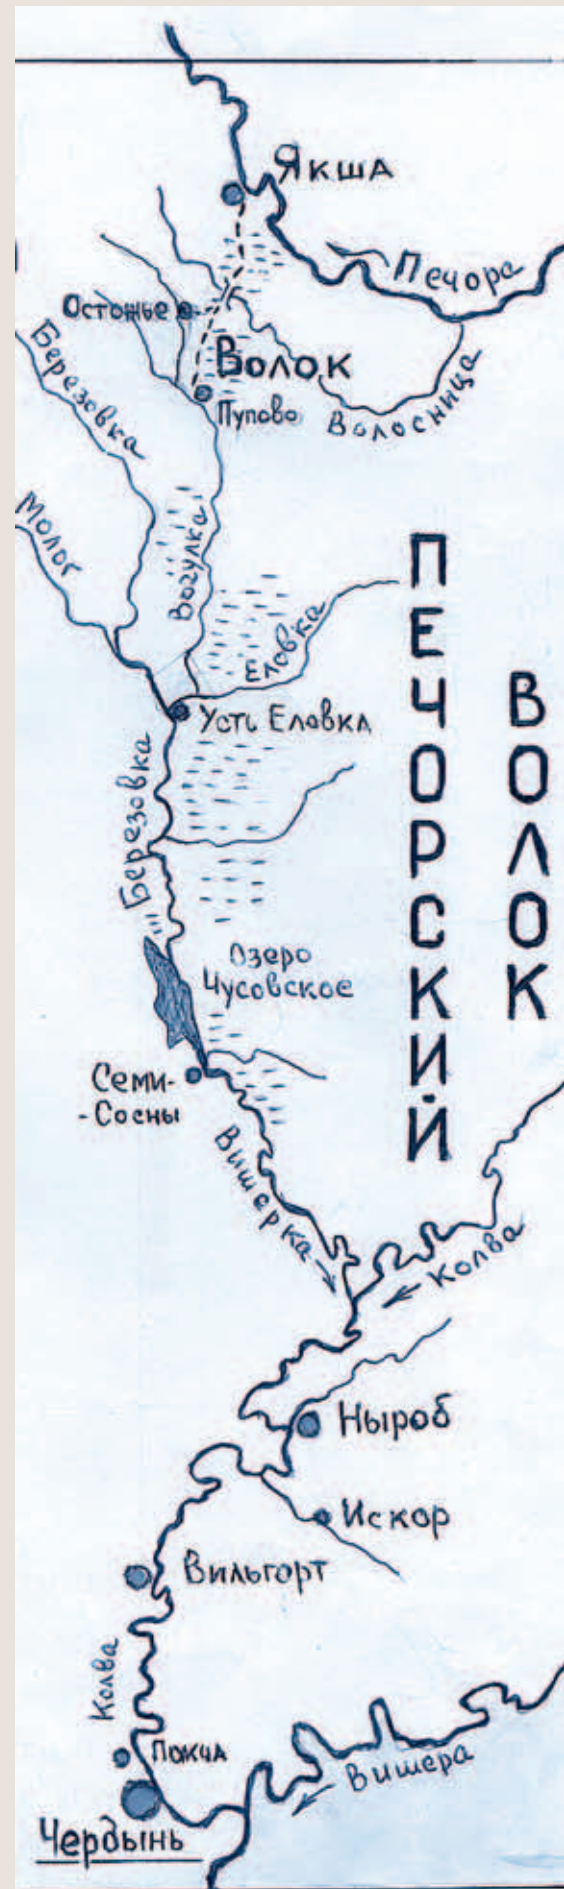 Якша
Печора
Остожье
Волок
Березовка
Пупово
Волосница
Молог
Вогулка
Еловка
ПЕЧОРСКИЙ
ВОЛОК
Усть Еловка
Березовка
Озеро
Чусовское
Семи-
-Сосны
Вишерка
Колва
Ныроб
Искор
Вильгорт
Колва
Покча
Вишера
Чердынь